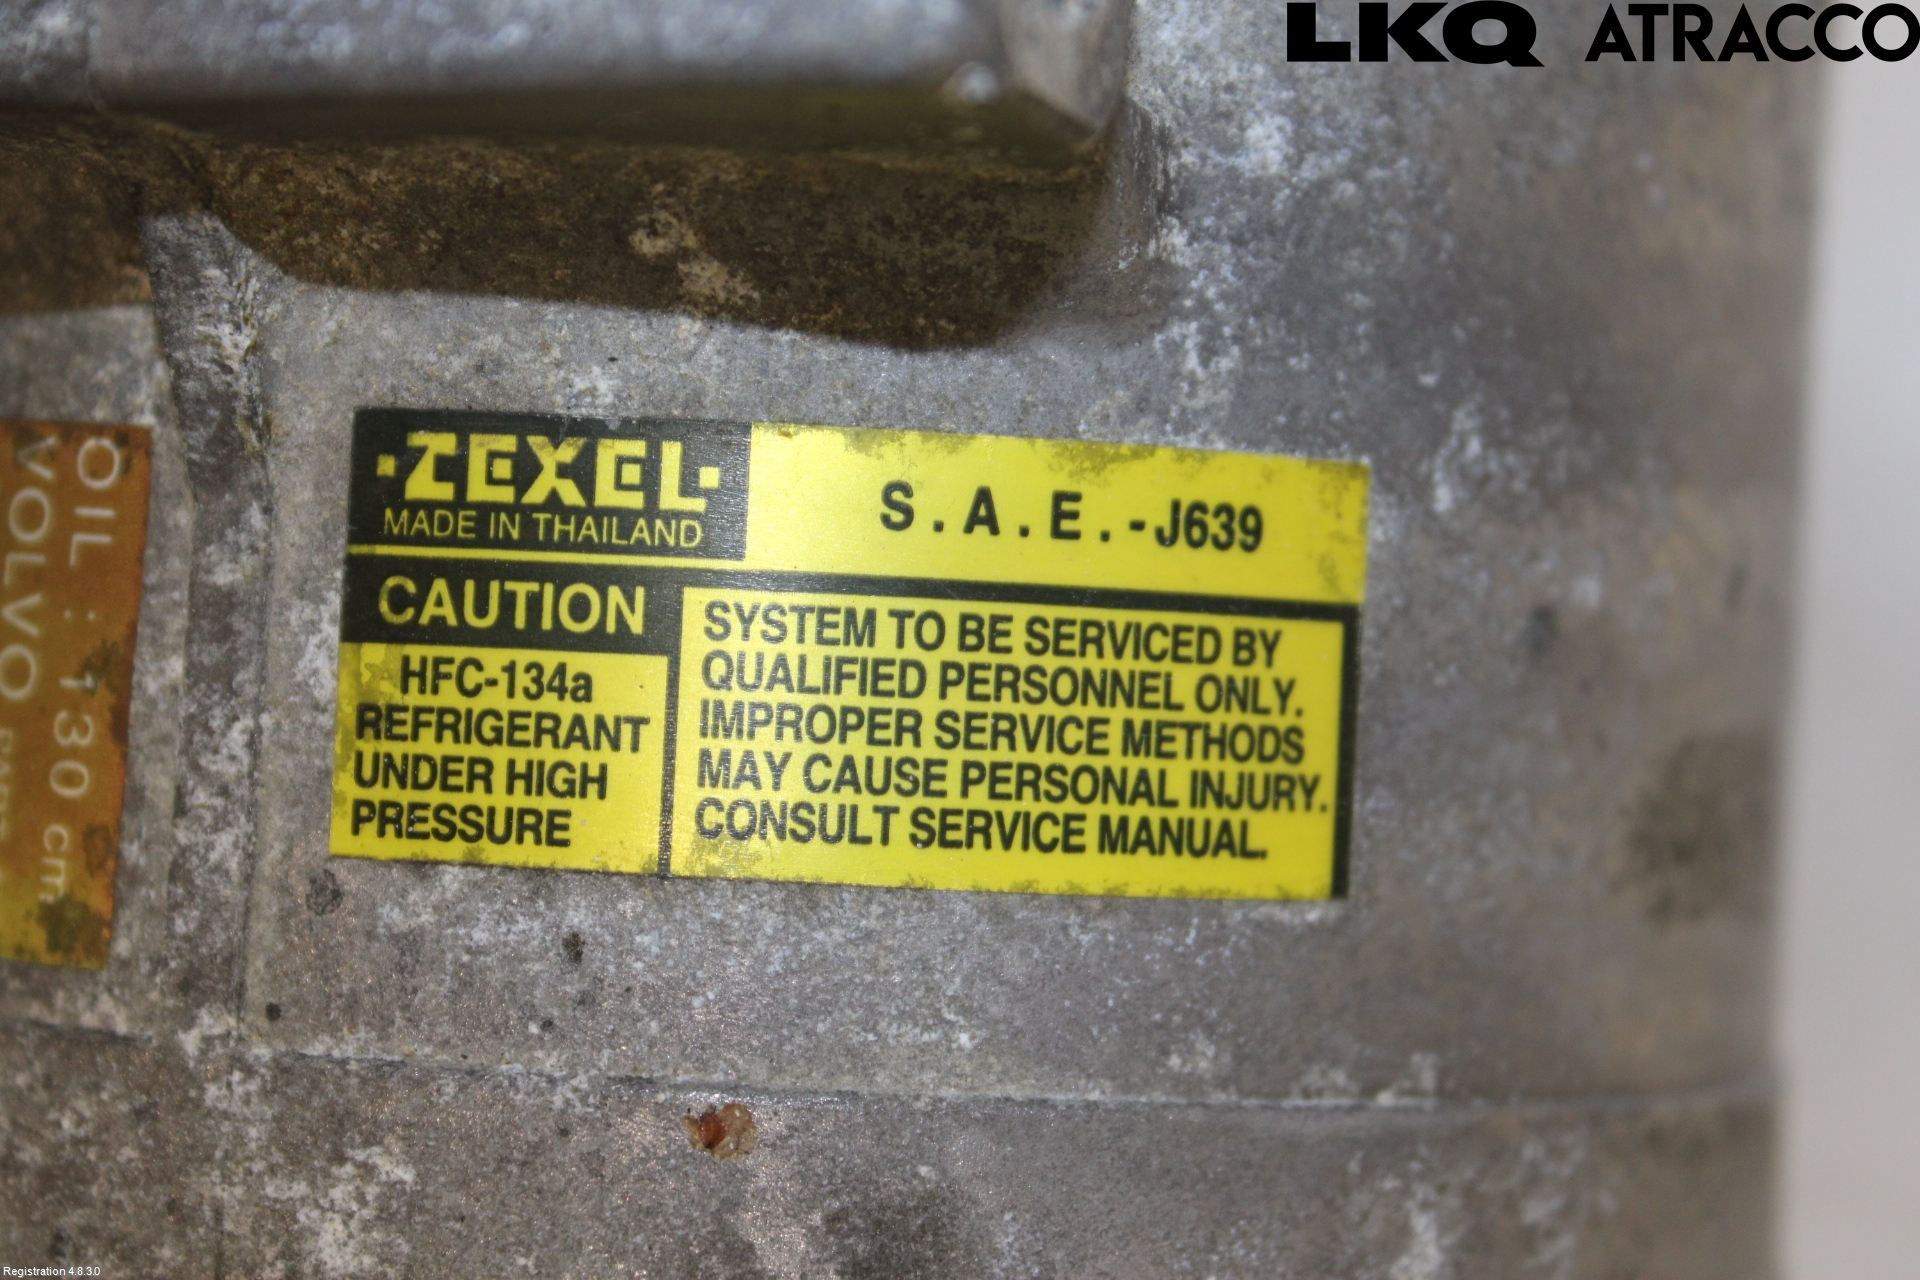 LKQ ATRACCO
·ZEXEL·
MADE IN THAILAND
S.A.E.-J639
CAUTION
HFC-134a
REFRIGERANT
UNDER HIGH
PRESSURE
SYSTEM TO BE SERVICED BY
QUALIFIED PERSONNEL ONLY.
IMPROPER SERVICE METHODS
MAY CAUSE PERSONAL INJURY.
CONSULT SERVICE MANUAL.
OIL : 130 cm
VOLVO
Registration 4.8.3.0